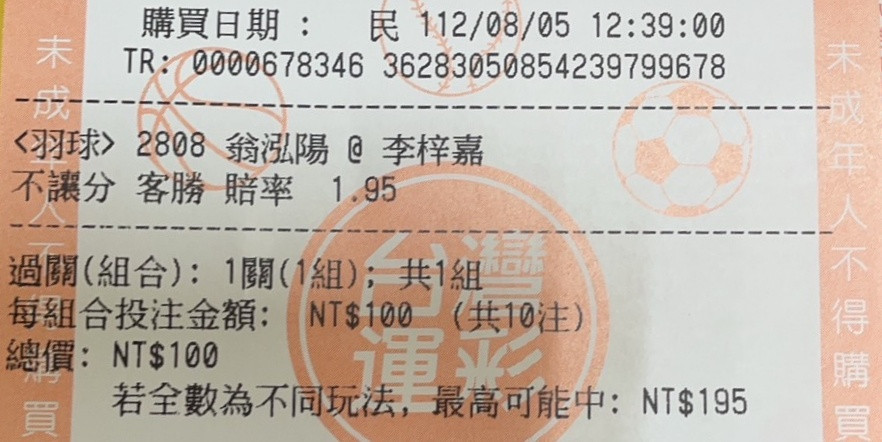 購買日期： 民 112/08/05 12:39:00
TR: 0000678346 36283050854239799678
<羽球> 2808 翁泓陽 @ 李梓嘉
不讓分 客勝 賠率 1.95
過關(組合): 1關(1組); 共1組
每組合投注金額: NT$100 (共10注)
總價: NT$100
若全數為不同玩法, 最高可能中: NT$195
台灣
運彩
未成年人不得購買
未成年人不得購買